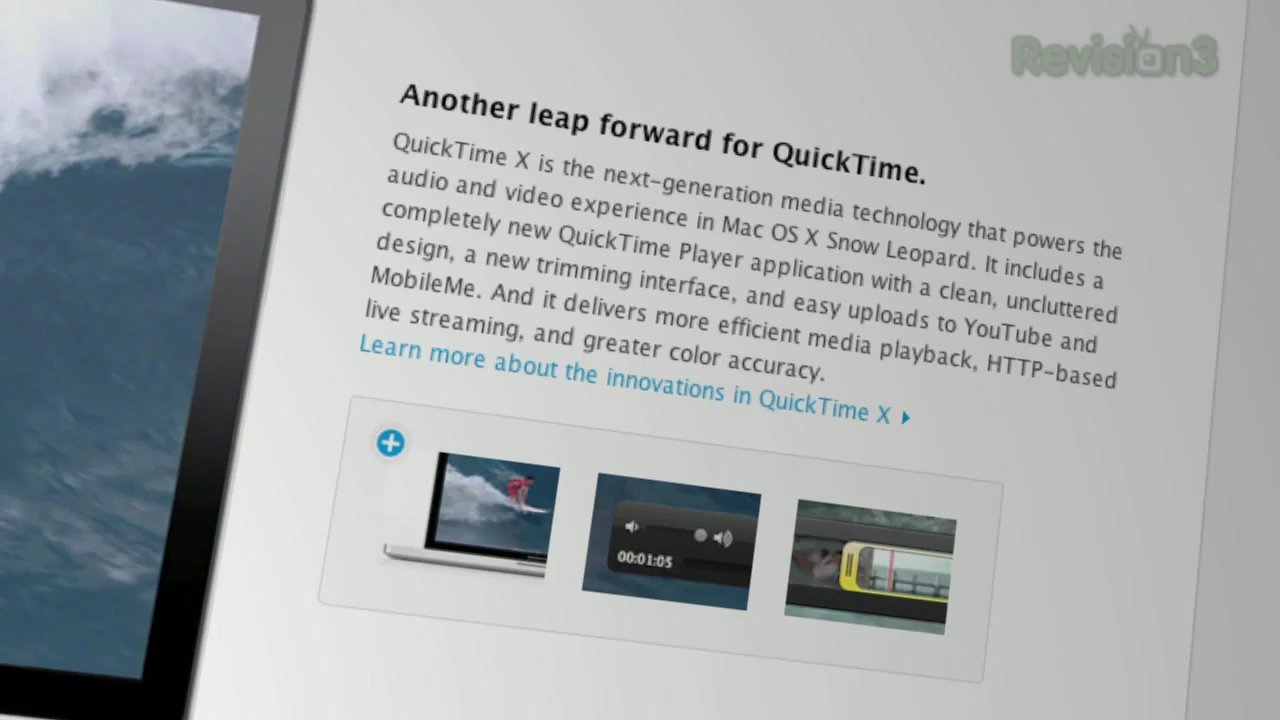 Revision3
Another leap forward for QuickTime.
QuickTime X is the next-generation media technology that powers the
audio and video experience in Mac OS X Snow Leopard. It includes a
completely new QuickTime Player application with a clean, uncluttered
design, a new trimming interface, and easy uploads to YouTube and
MobileMe. And it delivers more efficient media playback, HTTP-based
live streaming, and greater color accuracy.
Learn more about the innovations in QuickTime X
00:01:05